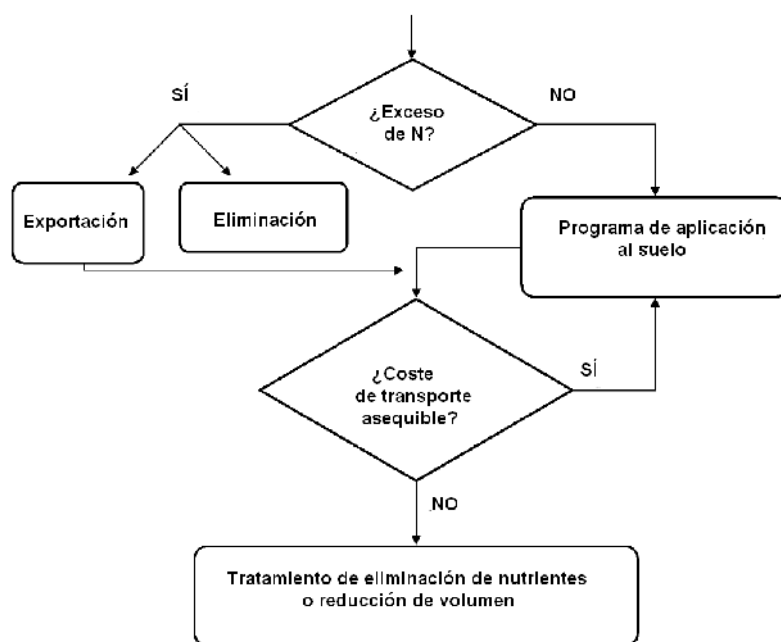 SÍ
¿Exceso
de N?
NO
Exportación
Eliminación
Programa de aplicación
al suelo
¿Coste
de transporte
asequible?
SÍ
NO
Tratamiento de eliminación de nutrientes
o reducción de volumen